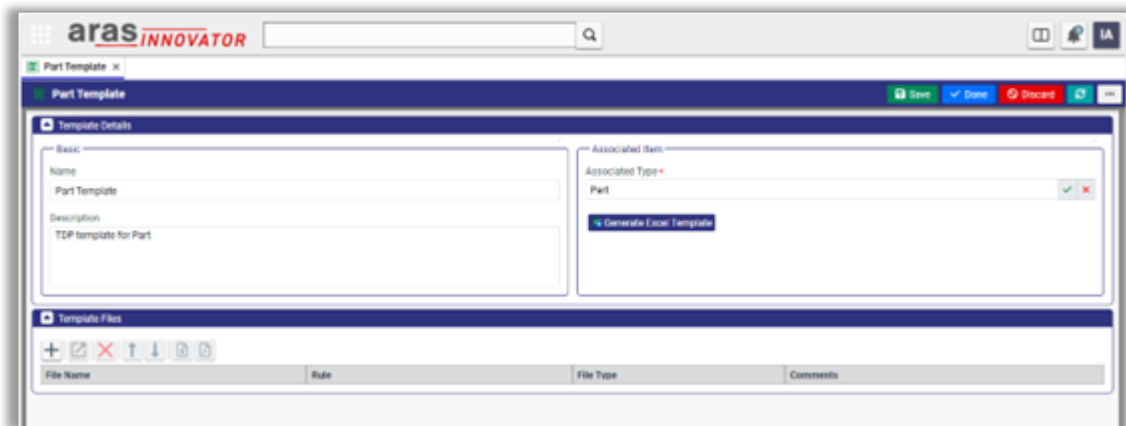 aras INNOVATOR
IA
Part Template ×
Part Template
Save
Done
Discard
Template Details
Basic
Associated Item
Name
Associated Type*
Part Template
Part
Description
Generate Excel Template
TDP template for Part
Template Files
File Name
Rule
File Type
Comments